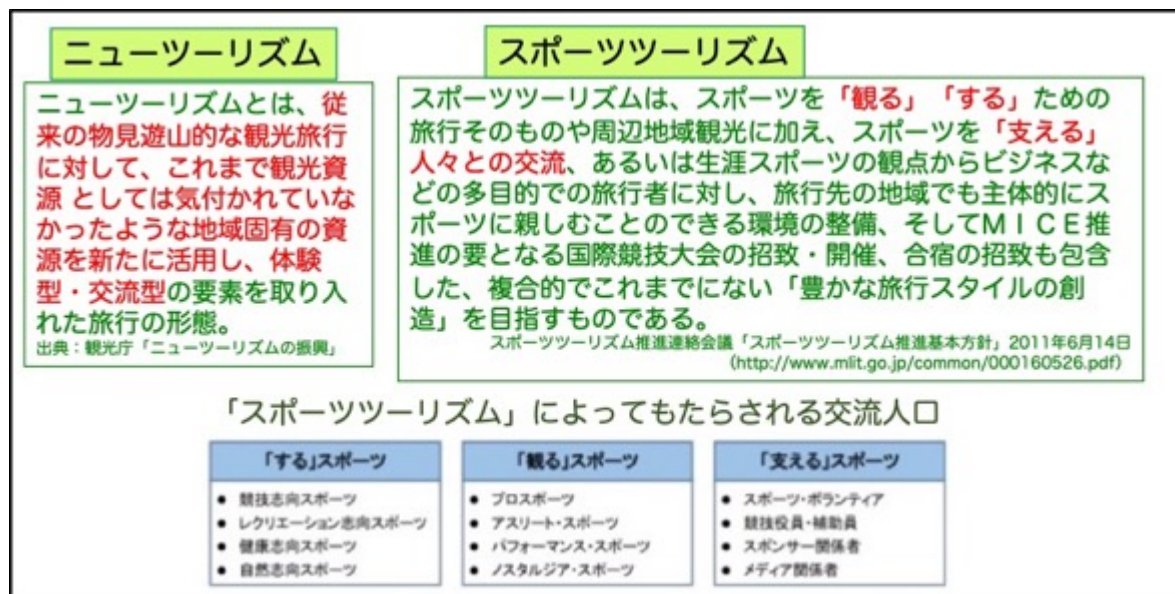 ニューツーリズム
ニューツーリズムとは、従
来の物見遊山的な観光旅行
に対して、これまで観光資
源 としては気付かれていな
かったような地域固有の資
源を新たに活用し、体験
型・交流型の要素を取り入
れた旅行の形態。
出典：観光庁「ニューツーリズムの振興」
スポーツツーリズム
スポーツツーリズムは、スポーツを「観る」「する」ための
旅行そのものや周辺地域観光に加え、スポーツを「支える」
人々との交流、あるいは生涯スポーツの観点からビジネスな
どの多目的での旅行者に対し、旅行先の地域でも主体的にス
ポーツに親しむことのできる環境の整備、そしてＭＩＣＥ推
進の要となる国際競技大会の招致・開催、合宿の招致も包含
した、複合的でこれまでにない「豊かな旅行スタイルの創
造」を目指すものである。
スポーツツーリズム推進連絡会議「スポーツツーリズム推進基本方針」2011年6月14日
（http://www.mlit.go.jp/common/000160526.pdf）
「スポーツツーリズム」によってもたらされる交流人口
「する」スポーツ
● 競技志向スポーツ
● レクリエーション志向スポーツ
● 健康志向スポーツ
● 自然志向スポーツ
「観る」スポーツ
● プロスポーツ
● アスリート・スポーツ
● パフォーマンス・スポーツ
● ノスタルジア・スポーツ
「支える」スポーツ
● スポーツ・ボランティア
● 競技役員・補助員
● スポンサー関係者
● メディア関係者